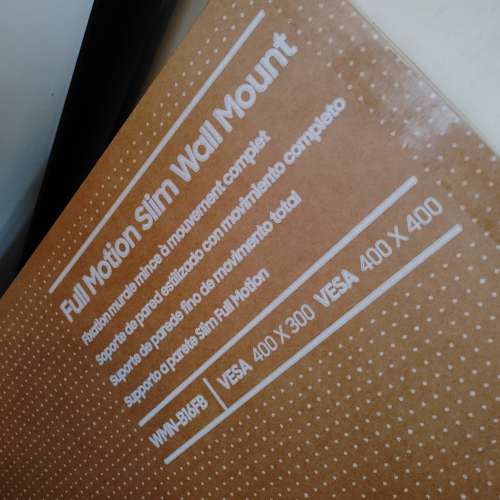 Full Motion Slim Wall Mount
Fixation murale mince à mouvement complet
Soporte de pared estilizado con movimiento completo
Suporte de parede fino de movimento total
Supporto a parete Slim Full Motion
WMN-B16FB VESA 400 X 300 VESA 400 X 400